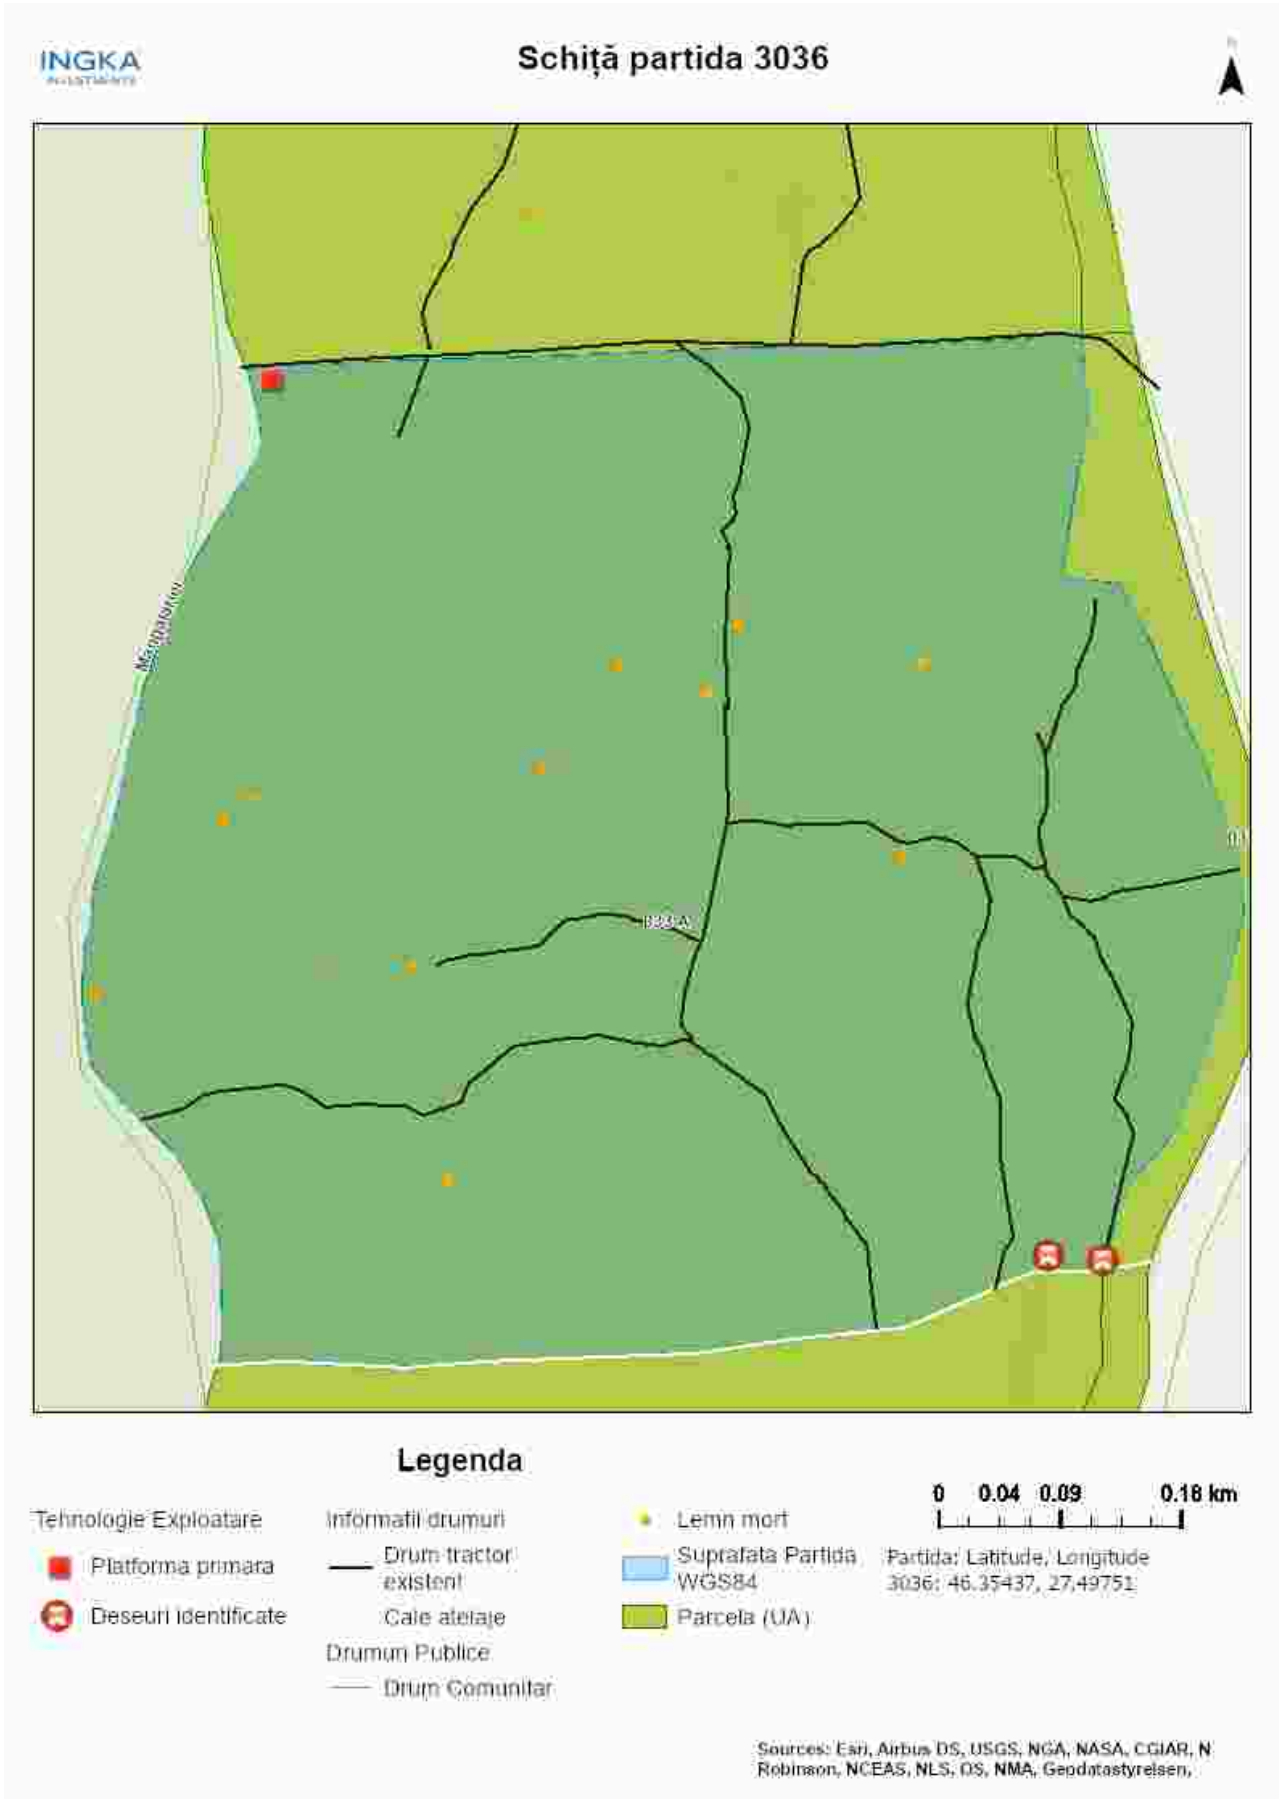 INGKA
Schiță partida 3036
Legenda
Tehnologie Exploatare
Platforma primara
Deseuri identificate
Informatii drumuri
Drum tractor
existent
Cale atelaje
Drumuri Publice
Drum Comunitar
Lemn mort
Suprafata Partida
WGS84
Parcela (UA)
0 0.04 0.09 0.18 km
Partida: Latitude, Longitude
3036: 46.35437, 27.49751
Sources: Esri, Airbus DS, USGS, NGA, NASA, CGIAR, N
Robinson, NCEAS, NLS, OS, NMA, Geodatastyrelsen,